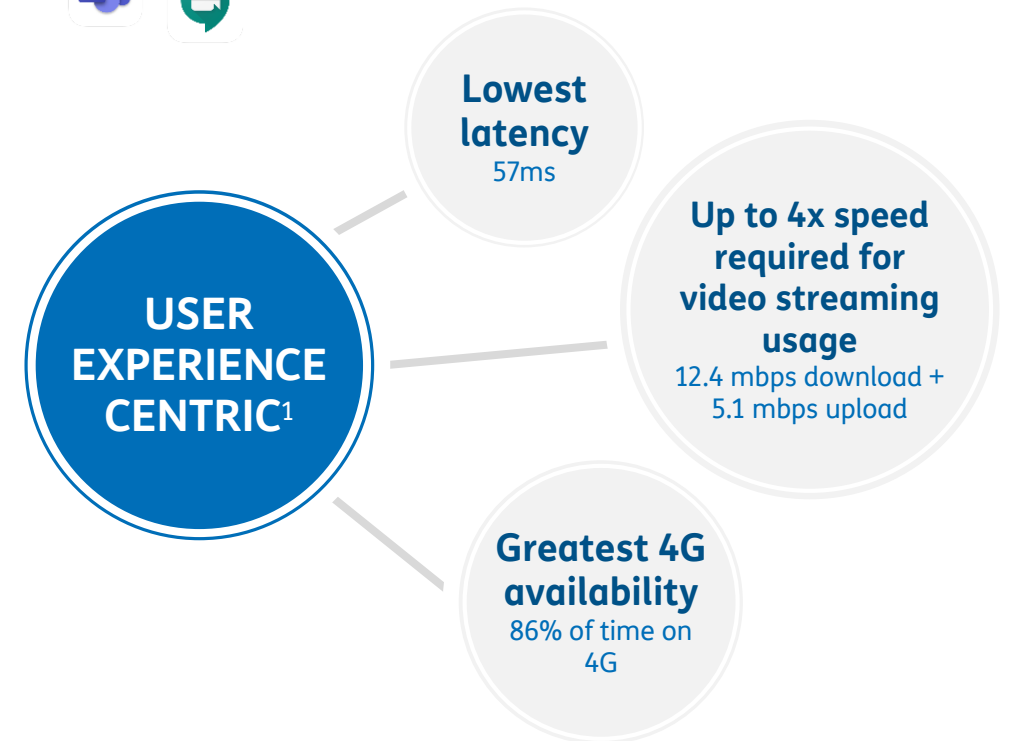 Lowest
latency
57ms
Up to 4x speed
required for
video streaming
usage
12.4 mbps download +
5.1 mbps upload
USER
EXPERIENCE
CENTRIC1
Greatest 4G
availability
86% of time on
4G